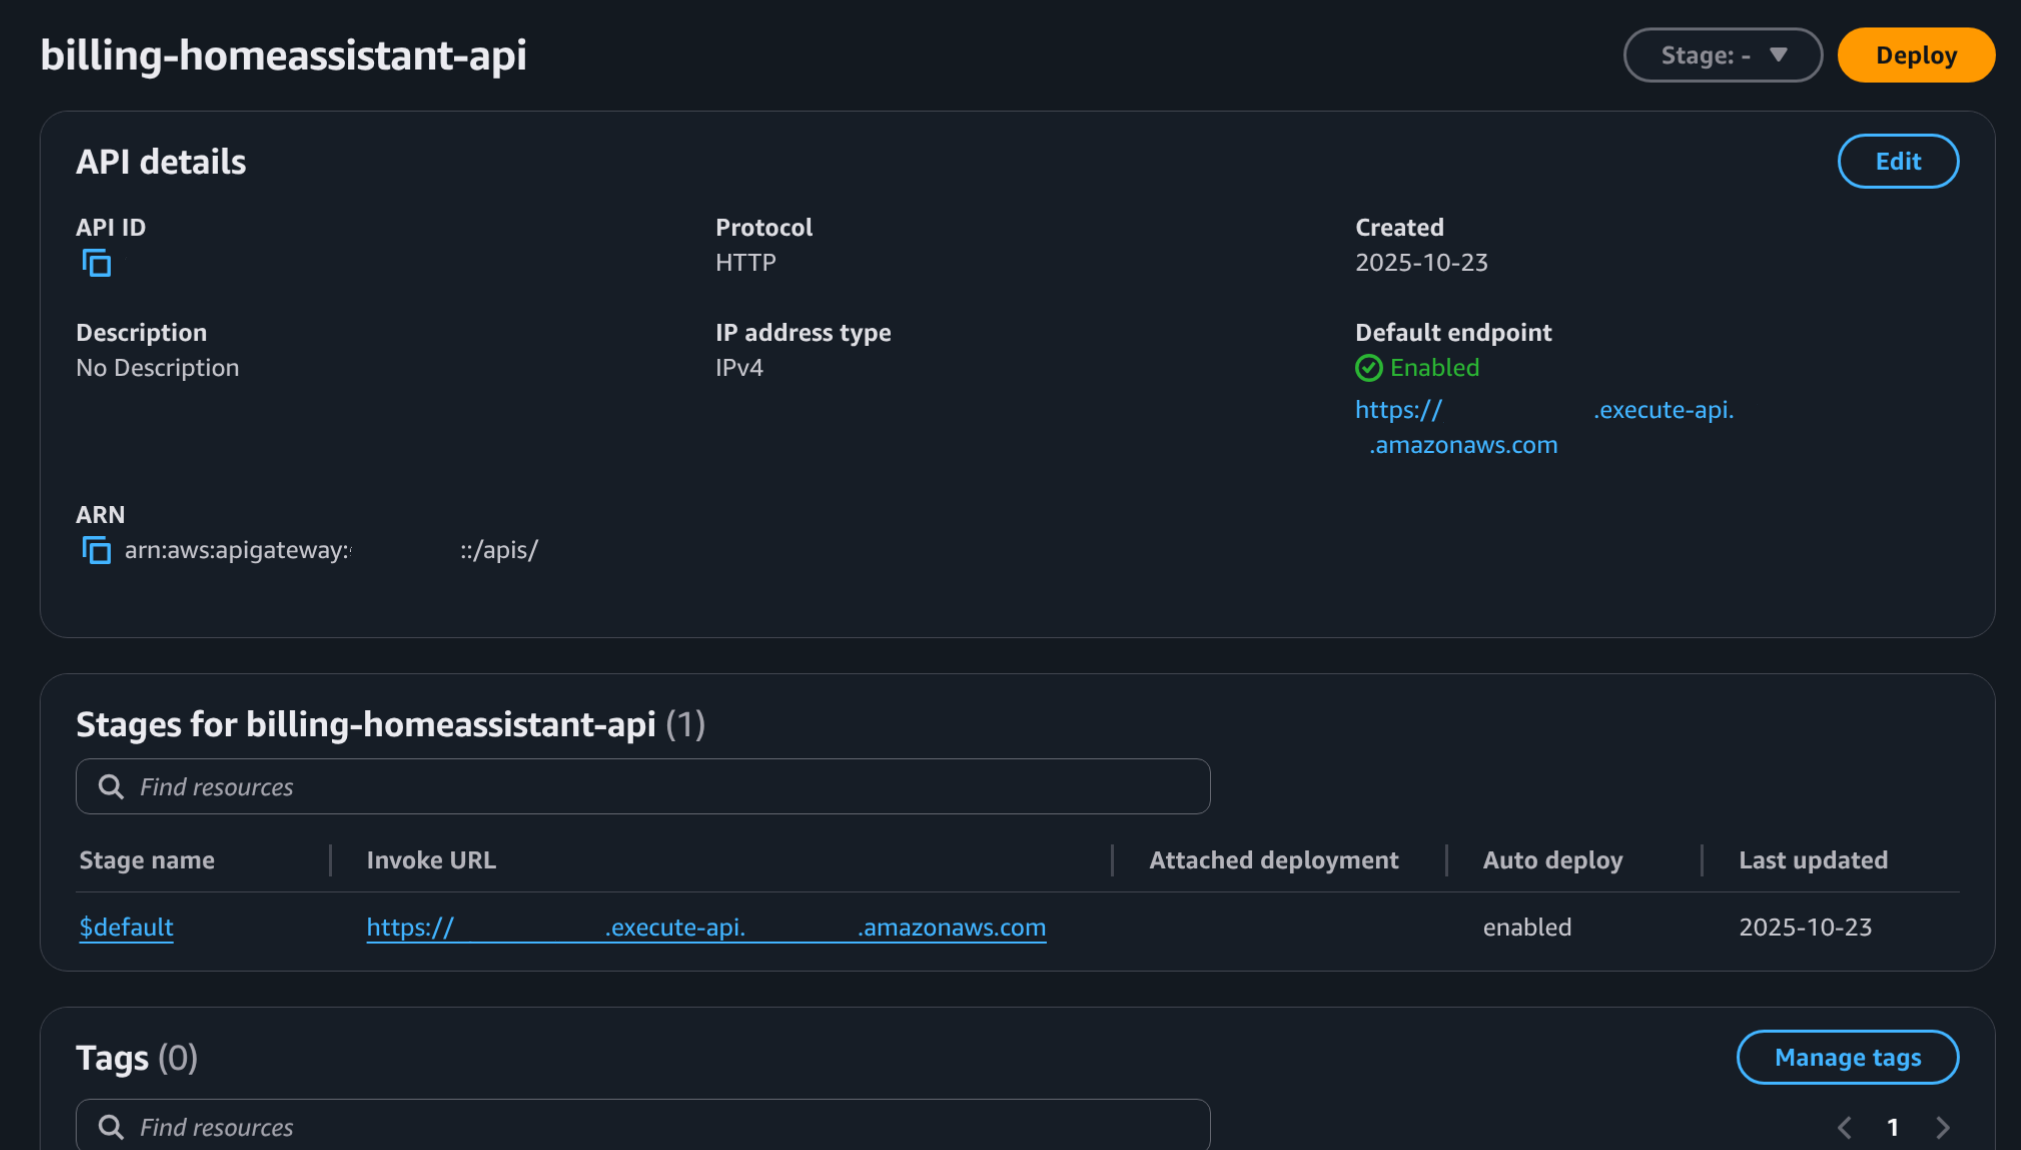 billing-homeassistant-api
Stage: -
Deploy
API details
Edit
API ID
Protocol
HTTP
Created
2025-10-23
Description
No Description
IP address type
IPv4
Default endpoint
Enabled
https:// .execute-api.
.amazonaws.com
ARN
arn:aws:apigateway: ::/apis/
Stages for billing-homeassistant-api (1)
Find resources
Stage name Invoke URL Attached deployment Auto deploy Last updated
$default https:// .execute-api. .amazonaws.com enabled 2025-10-23
Tags (0)
Manage tags
Find resources
1